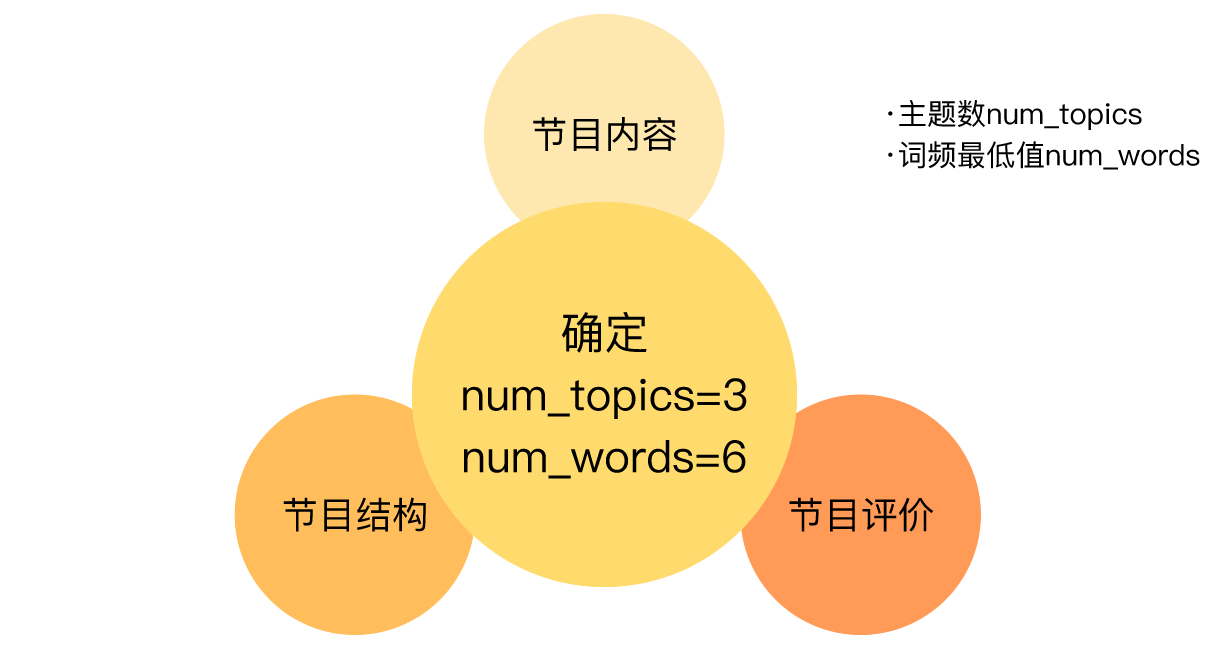 节目内容
·主题数num_topics
·词频最低值num_words
确定
num_topics=3
num_words=6
节目结构
节目评价